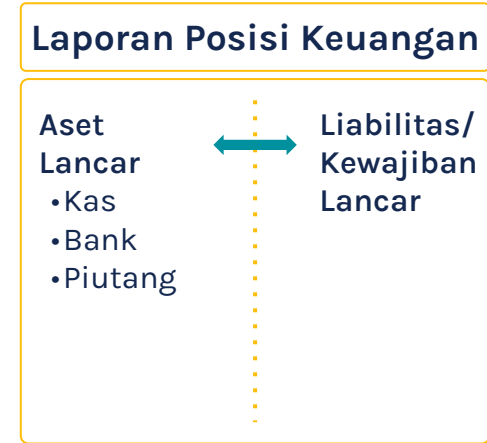 Laporan Posisi Keuangan
Aset
Lancar
•Kas
•Bank
•Piutang
Liabilitas/
Kewajiban
Lancar